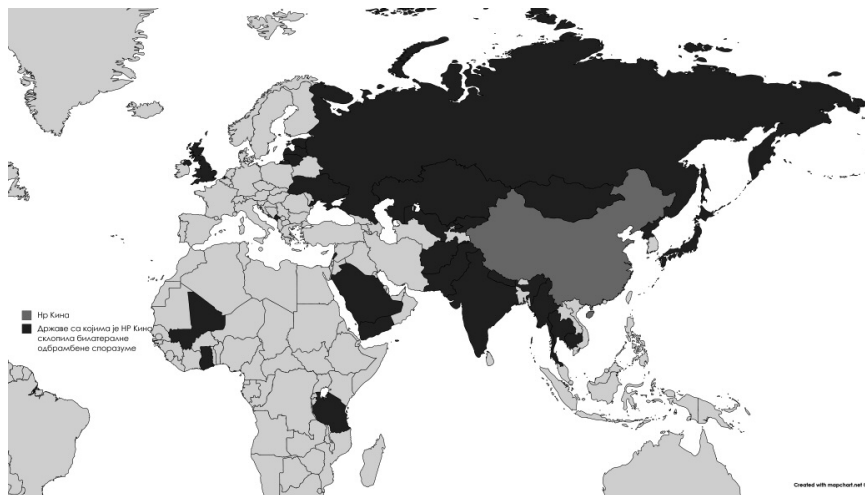 Нр Кина
Државе са којима је НР Кина
склопила билатералне
одбрамбене споразуме
Created with mapchart.net